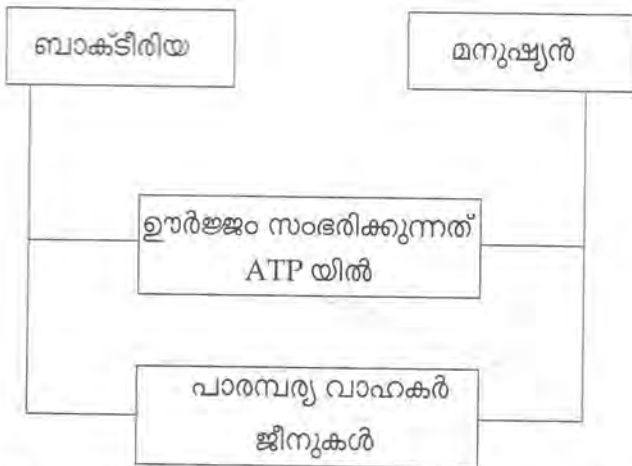 ബാക്ടീരിയ
മനുഷ്യൻ
ഊർജ്ജം സംഭരിക്കുന്നത്
ATP യിൽ
പാരമ്പര്യ വാഹകർ
ജീനുകൾ